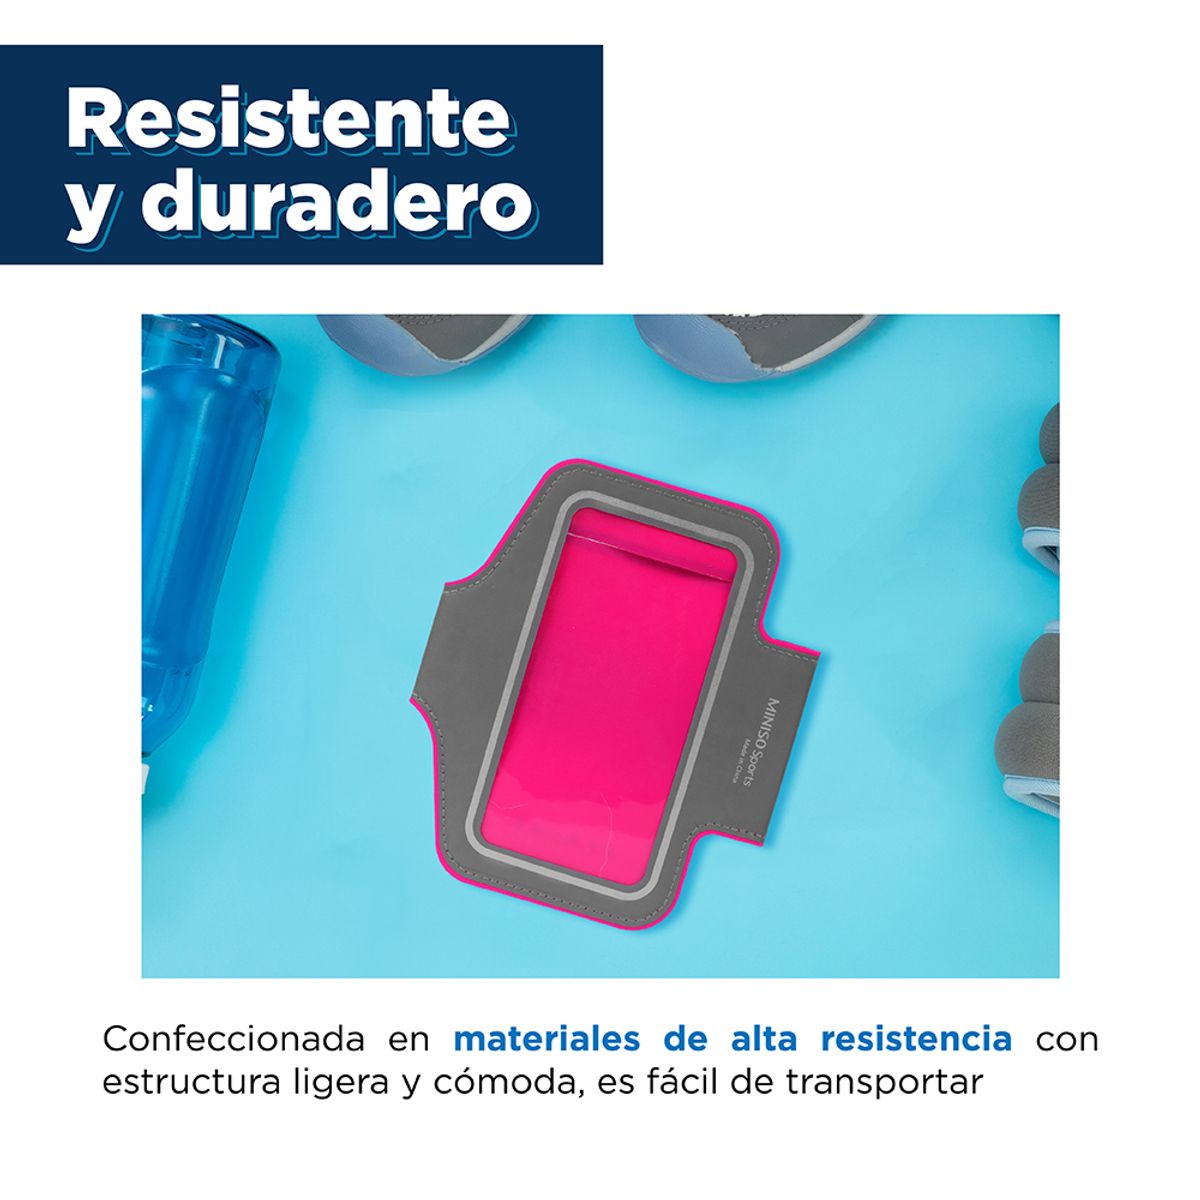 Resistente
y duradero
MINISO Sports
Made in China
Confeccionada en materiales de alta resistencia con
estructura ligera y cómoda, es fácil de transportar